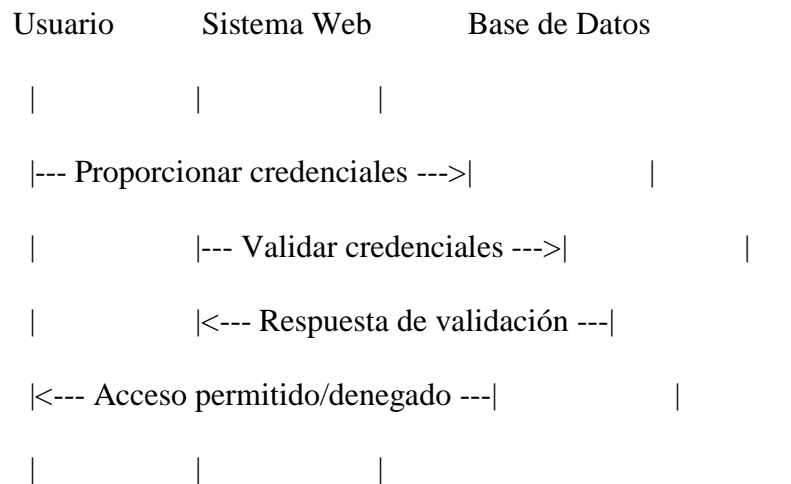 Usuario Sistema Web Base de Datos
| | |
|--- Proporcionar credenciales --->| |
| |--- Validar credenciales --->| |
| |<--- Respuesta de validación ---|
|<--- Acceso permitido/denegado ---| |
| | |